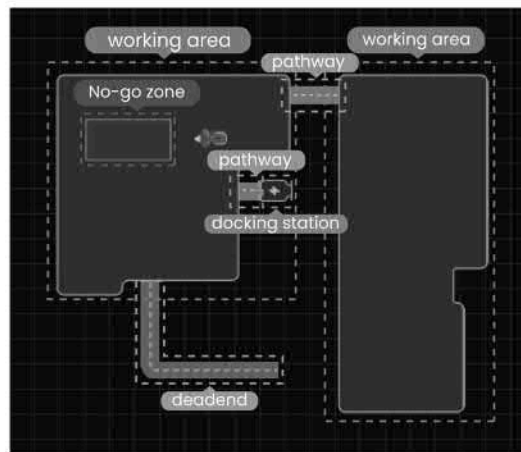 working area
working area
pathway
No-go zone
pathway
docking station
deadend